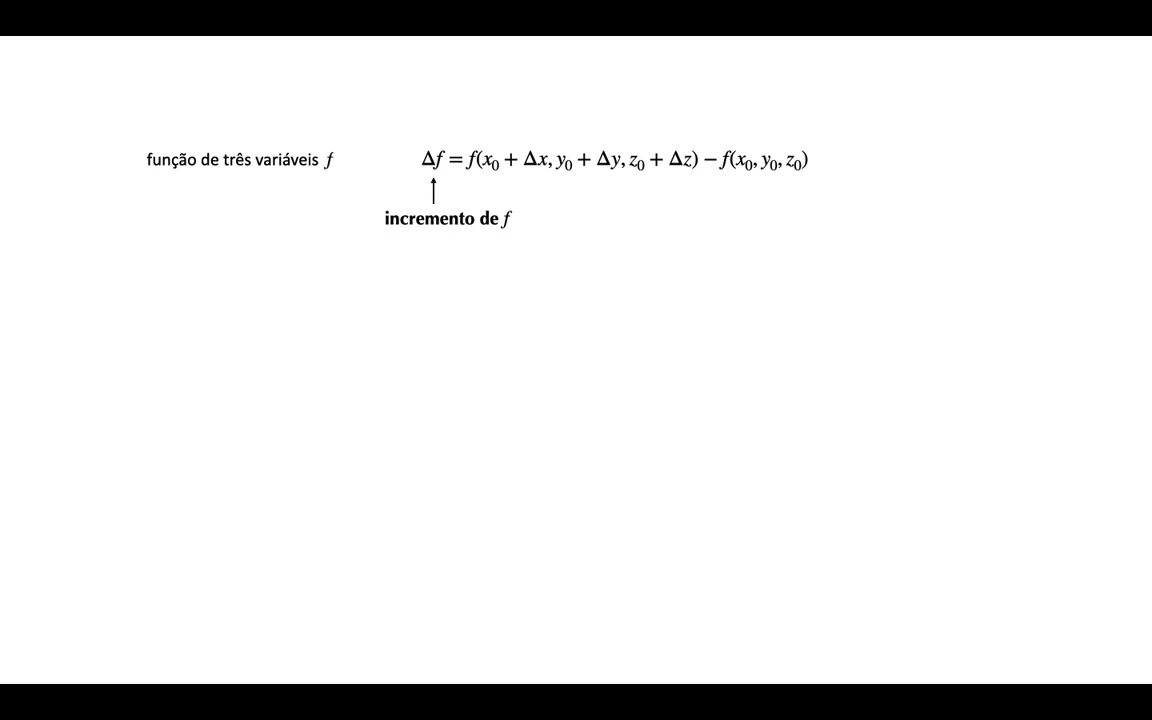 função de três variáveis f Δf = f(x₀ + Δx, y₀ + Δy, z₀ + Δz) − f(x₀, y₀, z₀)
incremento de f